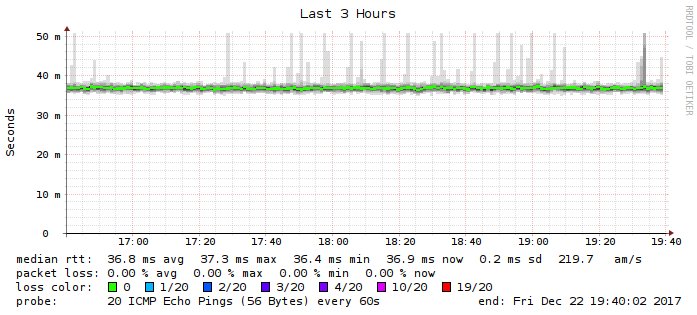 Last 3 Hours
RRDTOOL / TOBI OETIKER
Seconds
50 m
40 m
30 m
20 m
10 m
0
17:00 17:20 17:40 18:00 18:20 18:40 19:00 19:20 19:40
median rtt: 36.8 ms avg 37.3 ms max 36.4 ms min 36.9 ms now 0.2 ms sd 219.7 am/s
packet loss: 0.00 % avg 0.00 % max 0.00 % min 0.00 % now
loss color: 0 1/20 2/20 3/20 4/20 10/20 19/20
probe: 20 ICMP Echo Pings (56 Bytes) every 60s end: Fri Dec 22 19:40:02 2017